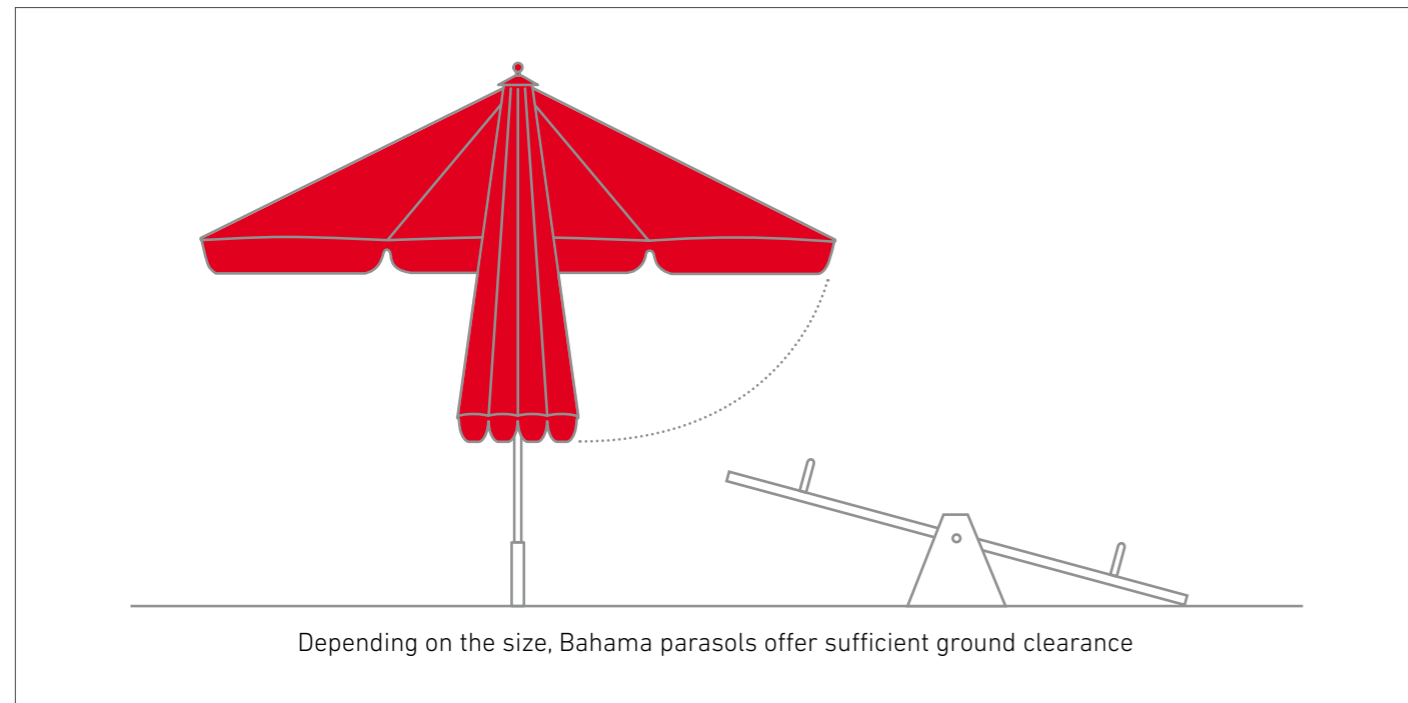 Depending on the size, Bahama parasols offer sufficient ground clearance